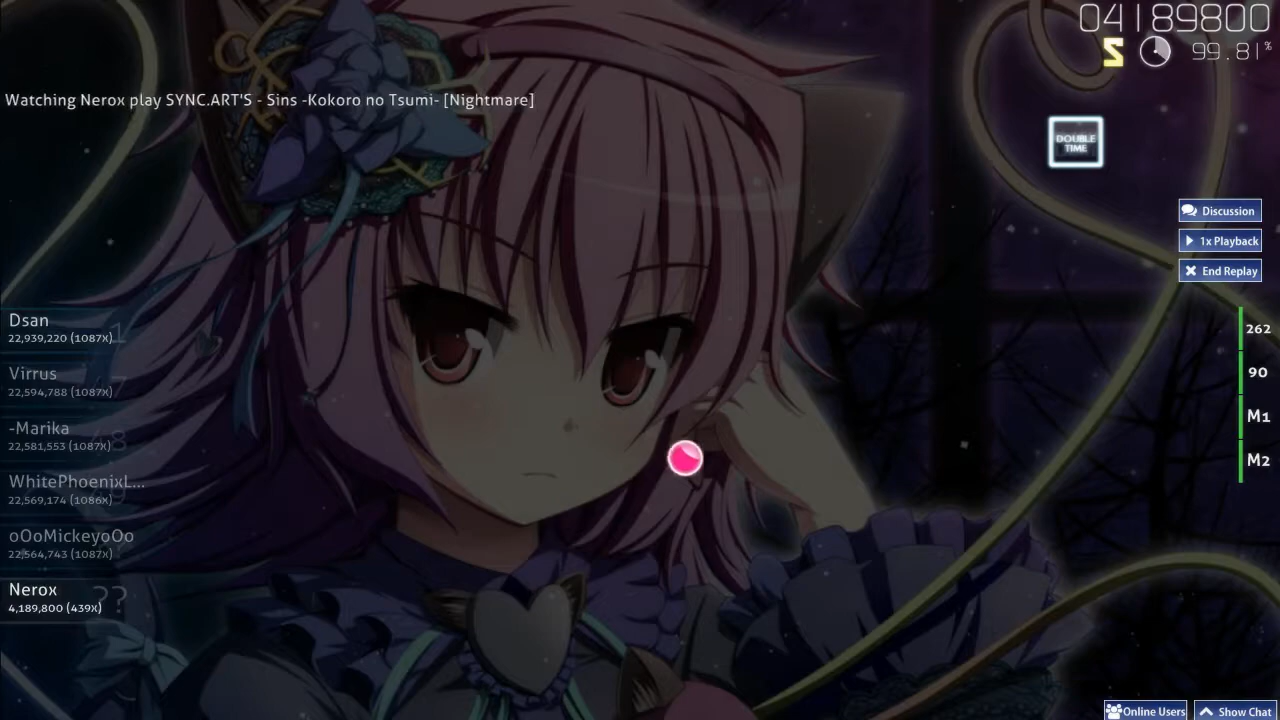 04189800
S 99.81%
Watching Nerox play SYNC.ART'S - Sins -Kokoro no Tsumi- [Nightmare]
DOUBLE
TIME
Discussion
1x Playback
End Replay
Dsan
22,939,220 (1087x) 1
Virrus
22,594,788 (1087x)
-Marika
22,581,553 (1087x)
WhitePhoenixL...
22,569,174 (1086x)
oOoMickeyoOo
22,564,743 (1087x)
Nerox
4,189,800 (439x) ??
262
90
M1
M2
Online Users
Show Chat